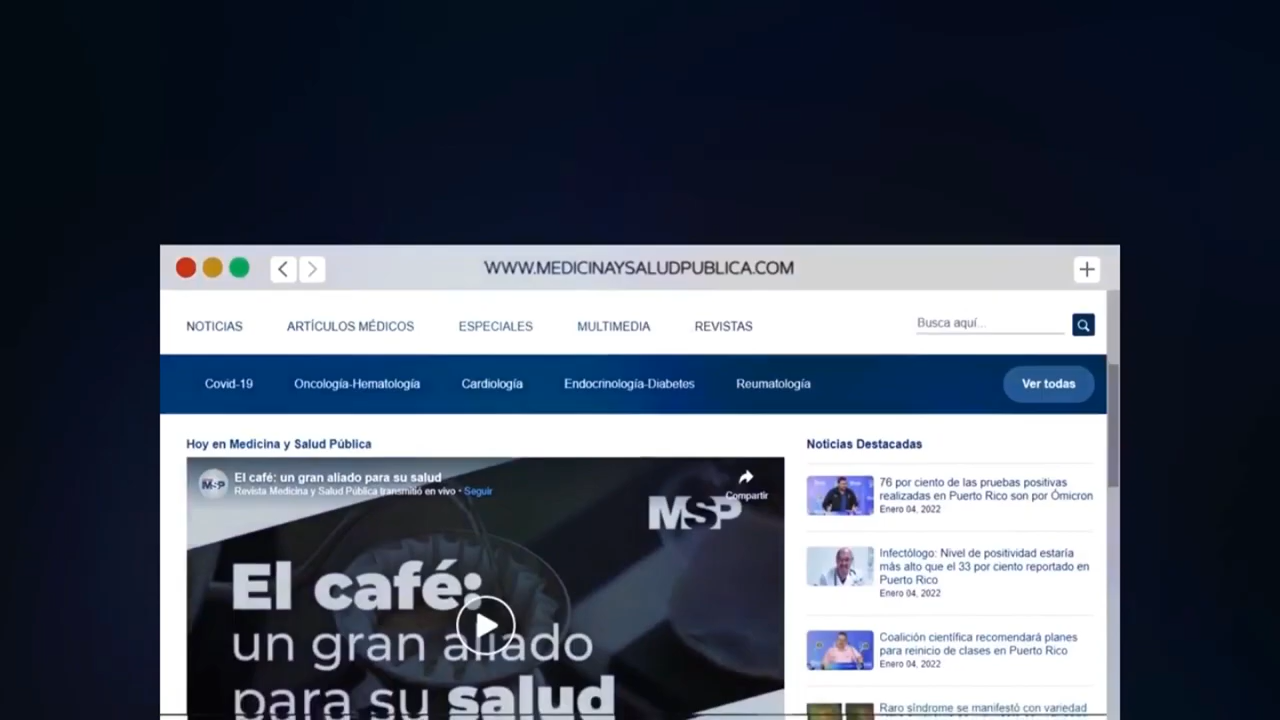 WWW.MEDICINAYSALUDPUBLICA.COM
NOTICIAS
ARTÍCULOS MÉDICOS
ESPECIALES
MULTIMEDIA
REVISTAS
Busca aquí...
Covid-19
Oncología-Hematología
Cardiología
Endocrinología-Diabetes
Reumatología
Ver todas
Hoy en Medicina y Salud Pública
MSP
El café: un gran aliado para su salud
Revista Medicina y Salud Pública transmitió en vivo • Seguir
Compartir
MSP
El café:
un gran aliado
para su salud
Noticias Destacadas
76 por ciento de las pruebas positivas
realizadas en Puerto Rico son por Ómicron
Enero 04, 2022
Infectólogo: Nivel de positividad estaría
más alto que el 33 por ciento reportado en
Puerto Rico
Enero 04, 2022
Coalición científica recomendará planes
para reinicio de clases en Puerto Rico
Enero 04, 2022
Raro síndrome se manifestó con variedad